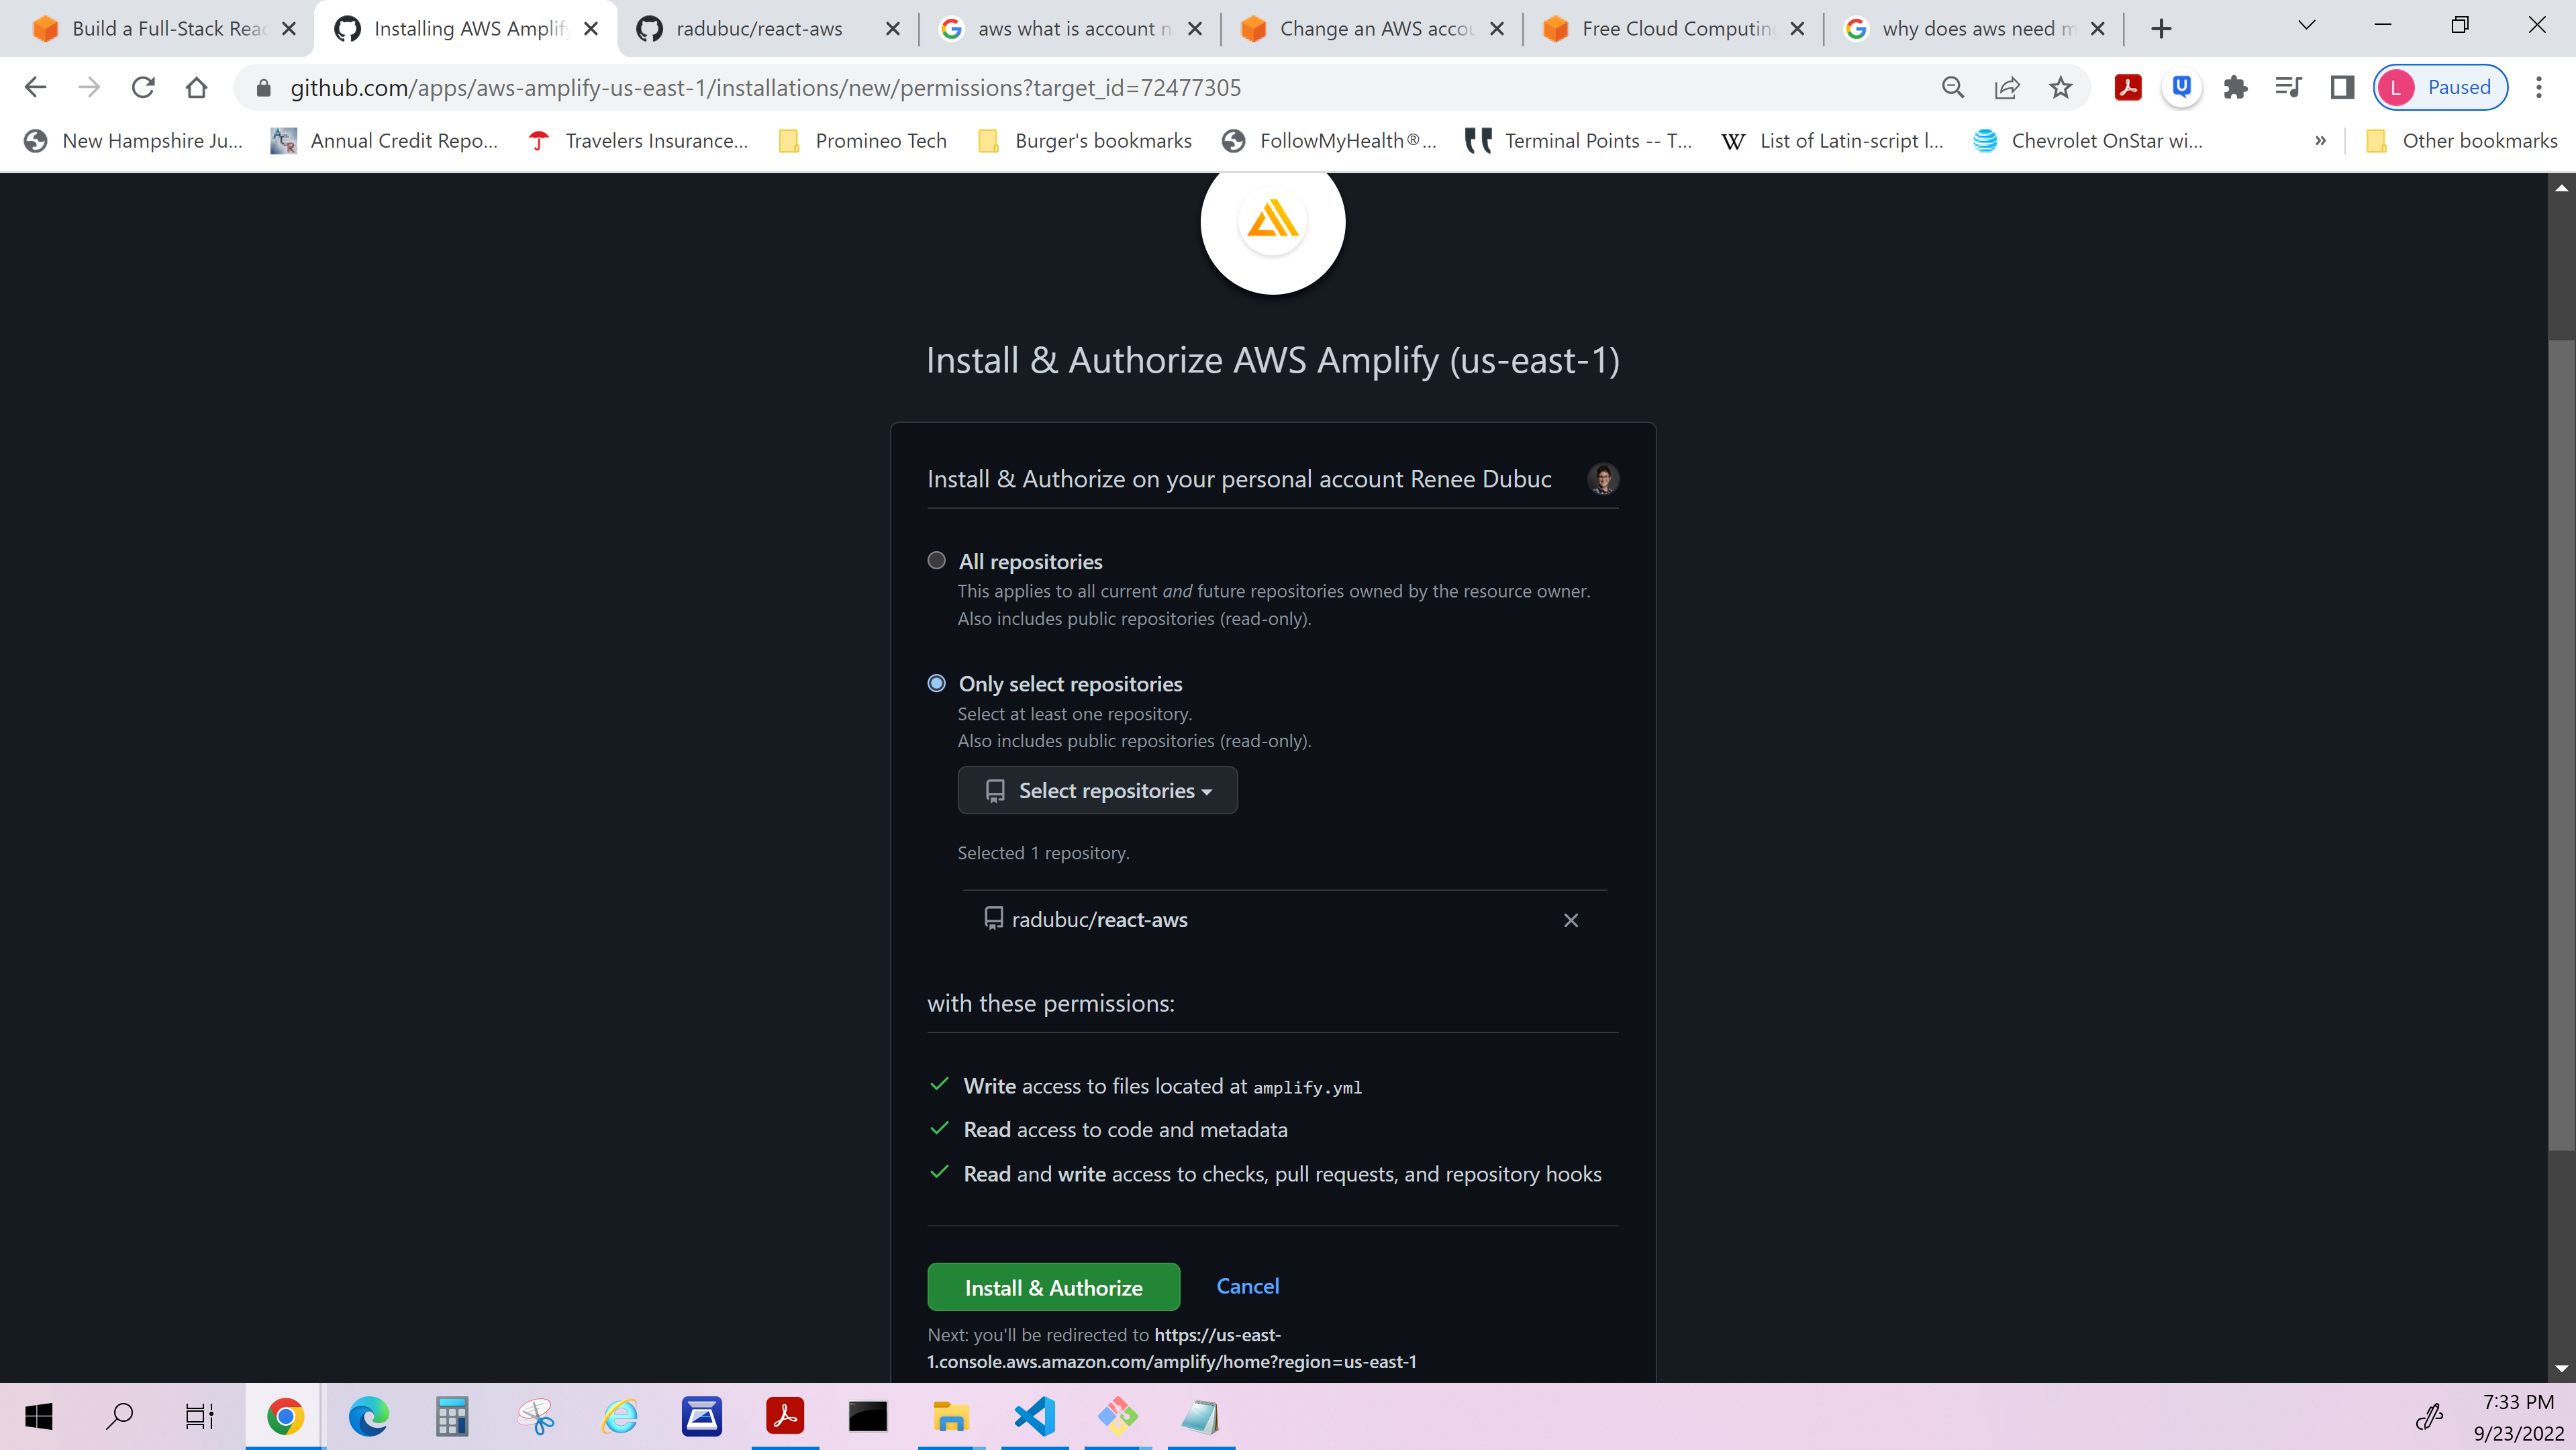 Build a Full-Stack Reac
Installing AWS Amplify
radubuc/react-aws
aws what is account n
Change an AWS accou
Free Cloud Computing
why does aws need m
github.com/apps/aws-amplify-us-east-1/installations/new/permissions?target_id=72477305
L Paused
New Hampshire Ju...
Annual Credit Repo...
Travelers Insurance...
Promineo Tech
Burger's bookmarks
FollowMyHealth®...
Terminal Points -- T...
List of Latin-script l...
Chevrolet OnStar wi...
»
Other bookmarks
Install & Authorize AWS Amplify (us-east-1)
Install & Authorize on your personal account Renee Dubuc
All repositories
This applies to all current and future repositories owned by the resource owner.
Also includes public repositories (read-only).
Only select repositories
Select at least one repository.
Also includes public repositories (read-only).
Select repositories
Selected 1 repository.
radubuc/react-aws
with these permissions:
Write access to files located at amplify.yml
Read access to code and metadata
Read and write access to checks, pull requests, and repository hooks
Install & Authorize
Cancel
Next: you'll be redirected to https://us-east-
1.console.aws.amazon.com/amplify/home?region=us-east-1
7:33 PM
9/23/2022